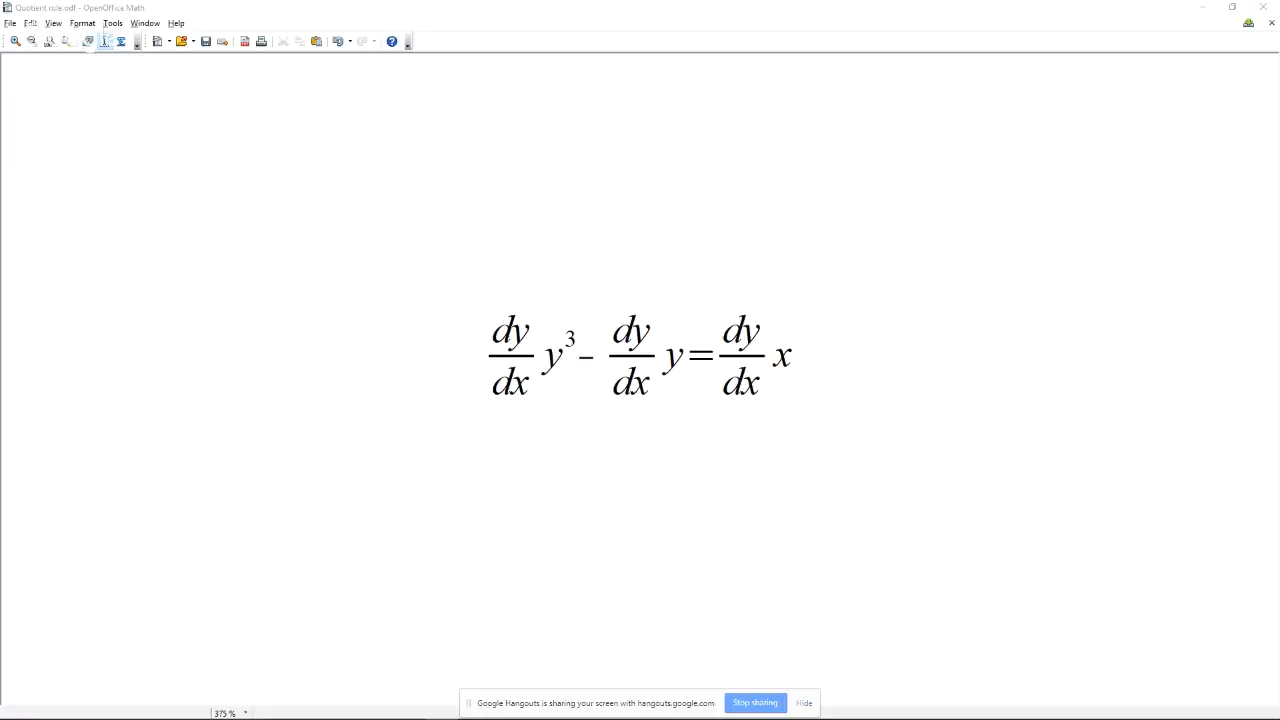 Quotient rule.odf - OpenOffice Math
File Edit View Format Tools Window Help
dy/dx y³ - dy/dx y = dy/dx x
Google Hangouts is sharing your screen with hangouts.google.com. Stop sharing Hide
375 %